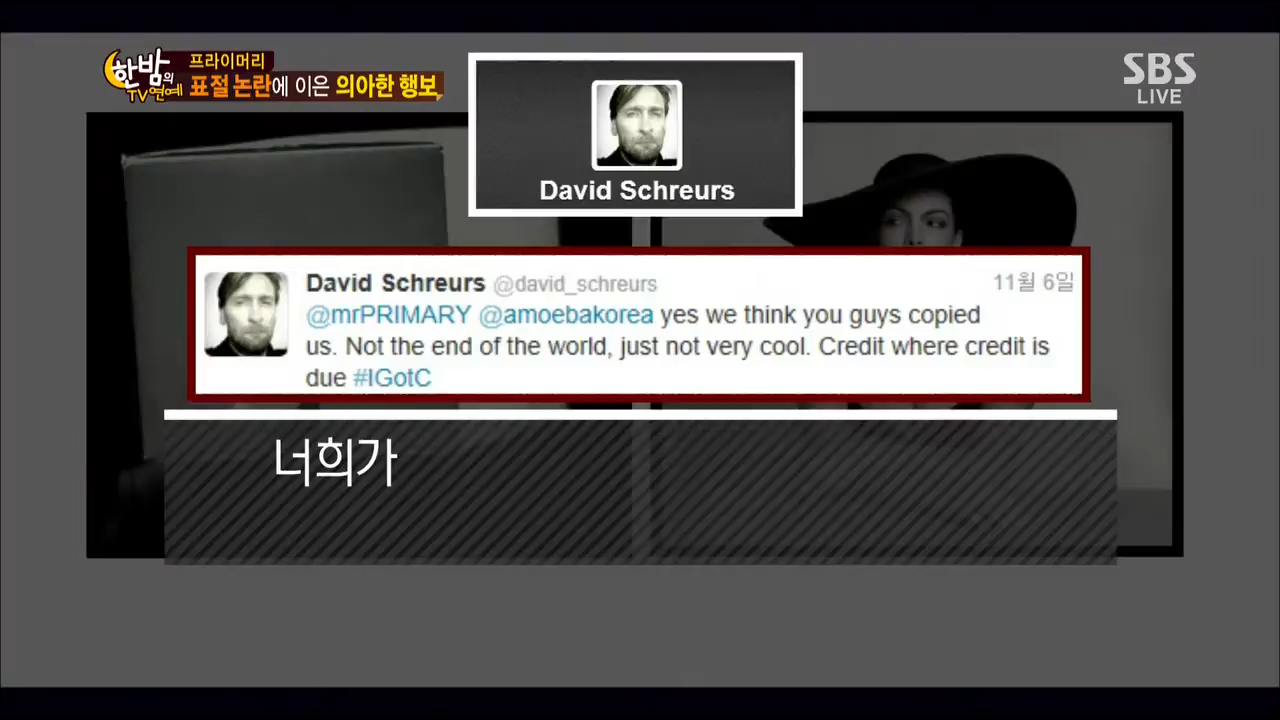 한밤의
TV연예
프라이머리
표절 논란에 이은 의아한 행보
SBS
LIVE
David Schreurs
David Schreurs @david_schreurs 11월 6일
@mrPRIMARY @amoebakorea yes we think you guys copied
us. Not the end of the world, just not very cool. Credit where credit is
due #IGotC
너희가